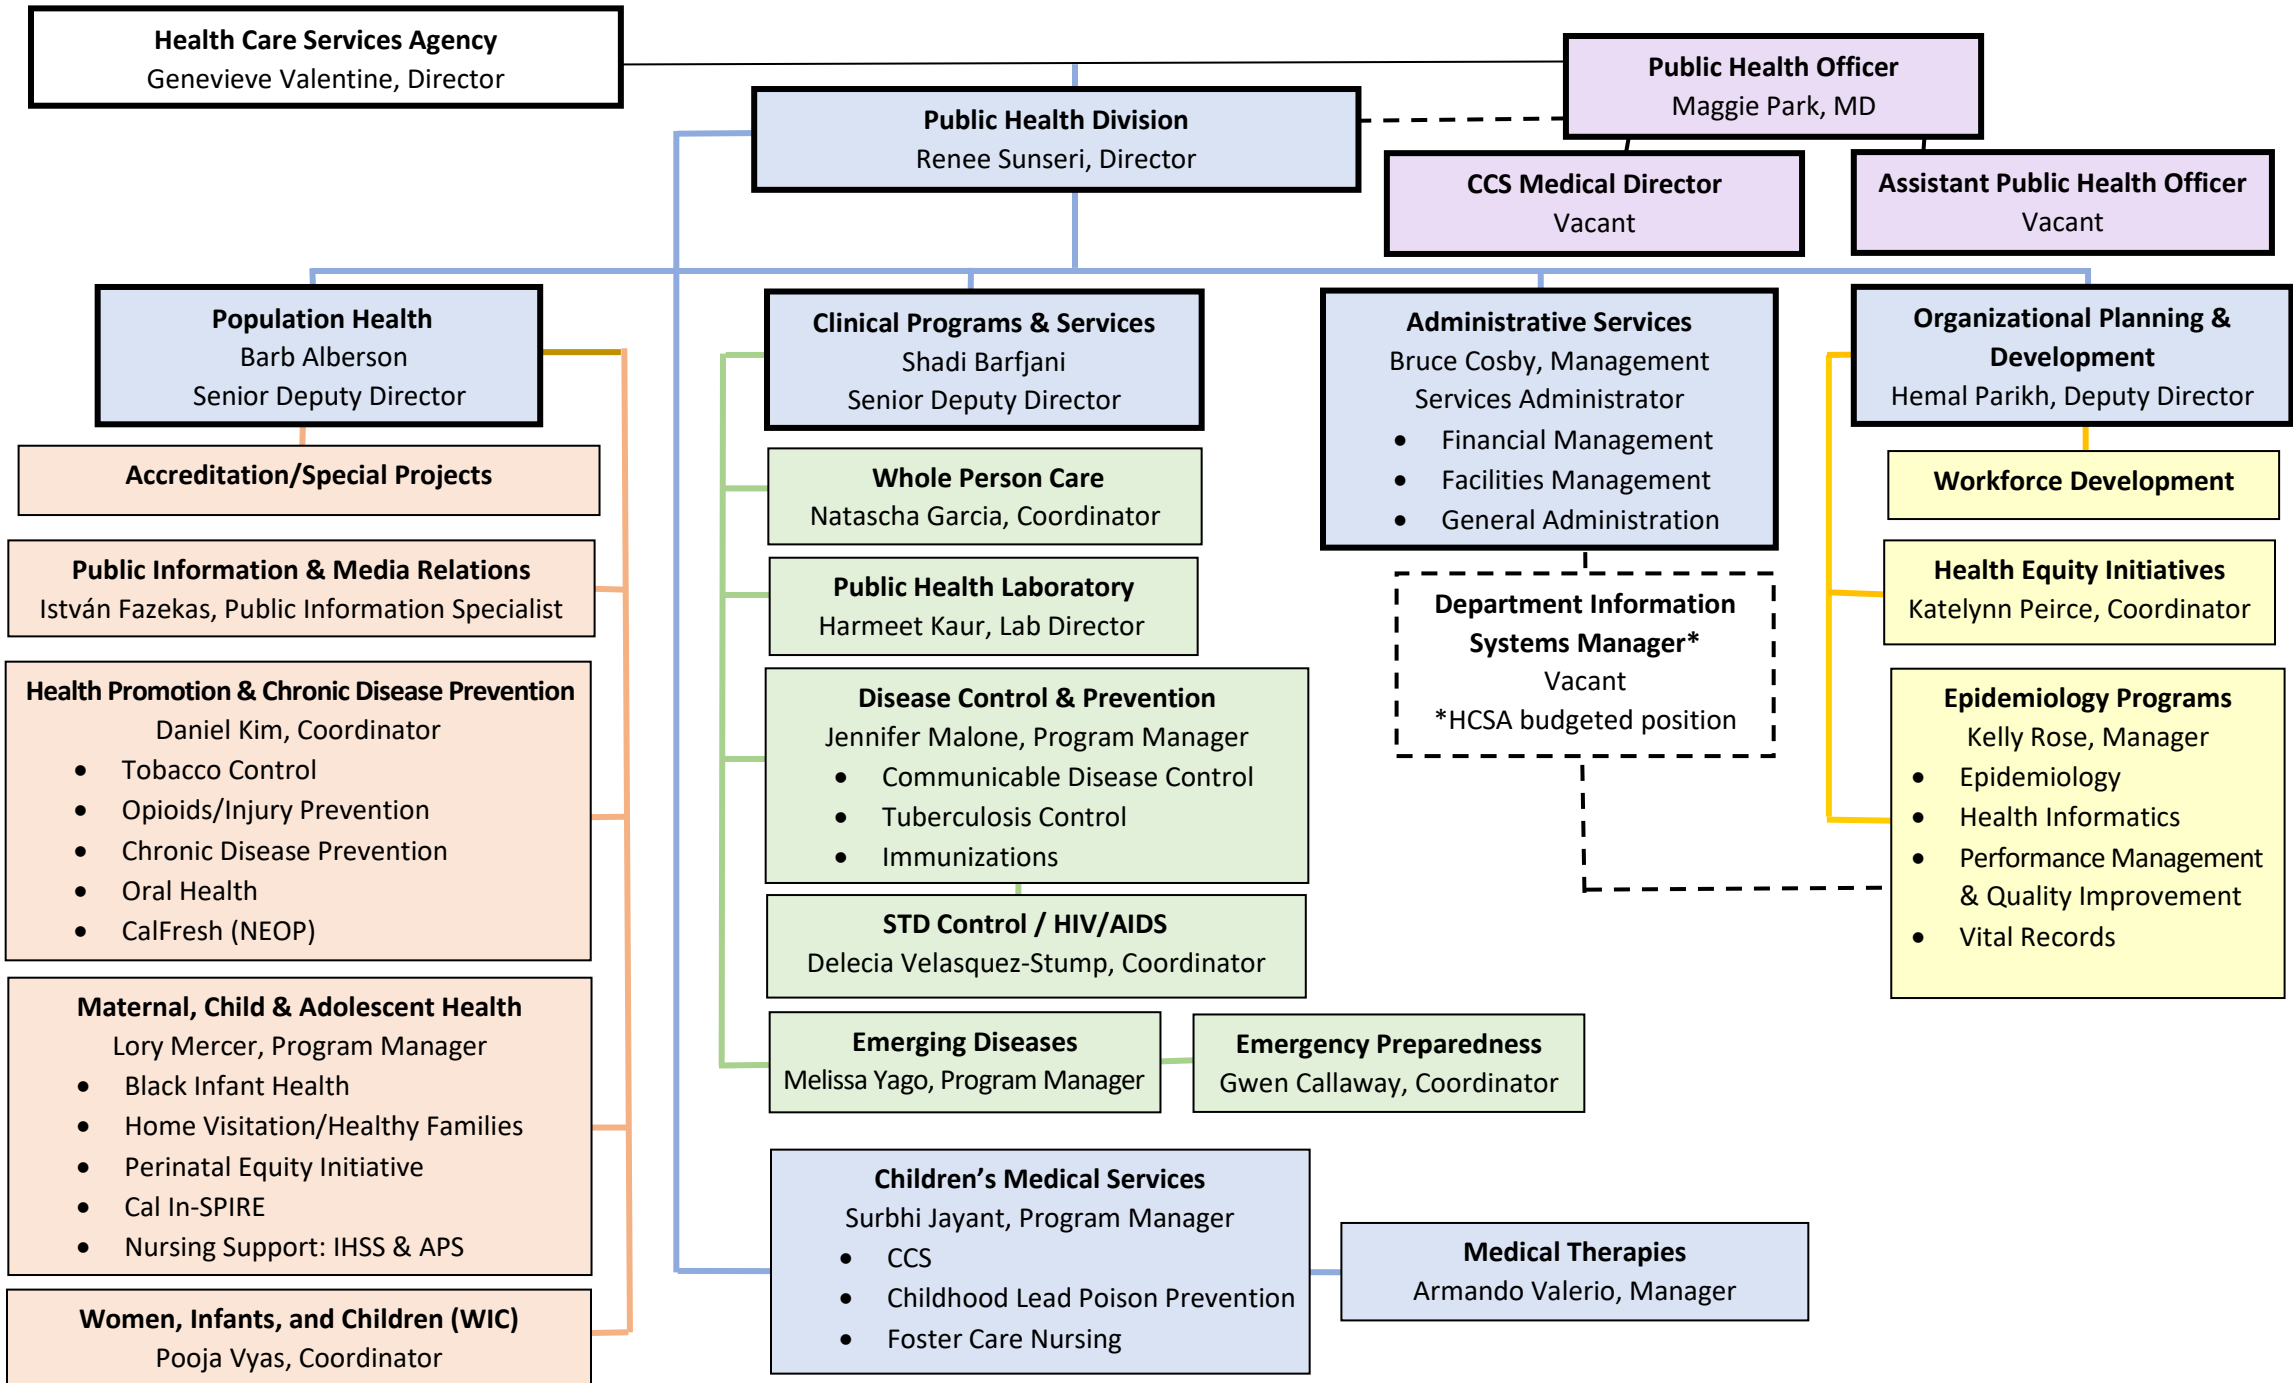 Health Care Services Agency
Genevieve Valentine, Director
Public Health Officer
Maggie Park, MD
Public Health Division
Renee Sunseri, Director
CCS Medical Director
Vacant
Assistant Public Health Officer
Vacant
Population Health
Barb Alberson
Senior Deputy Director
Accreditation/Special Projects
Public Information & Media Relations
István Fazekas, Public Information Specialist
Health Promotion & Chronic Disease Prevention
Daniel Kim, Coordinator
• Tobacco Control
• Opioids/Injury Prevention
• Chronic Disease Prevention
• Oral Health
• CalFresh (NEOP)
Maternal, Child & Adolescent Health
Lory Mercer, Program Manager
• Black Infant Health
• Home Visitation/Healthy Families
• Perinatal Equity Initiative
• Cal In-SPIRE
• Nursing Support: IHSS & APS
Women, Infants, and Children (WIC)
Pooja Vyas, Coordinator
Clinical Programs & Services
Shadi Barfjani
Senior Deputy Director
Whole Person Care
Natascha Garcia, Coordinator
Public Health Laboratory
Harmeet Kaur, Lab Director
Disease Control & Prevention
Jennifer Malone, Program Manager
• Communicable Disease Control
• Tuberculosis Control
• Immunizations
STD Control / HIV/AIDS
Delecia Velasquez-Stump, Coordinator
Emerging Diseases
Melissa Yago, Program Manager
Emergency Preparedness
Gwen Callaway, Coordinator
Children’s Medical Services
Surbhi Jayant, Program Manager
• CCS
• Childhood Lead Poison Prevention
• Foster Care Nursing
Medical Therapies
Armando Valerio, Manager
Administrative Services
Bruce Cosby, Management
Services Administrator
• Financial Management
• Facilities Management
• General Administration
Department Information
Systems Manager*
Vacant
*HCSA budgeted position
Organizational Planning &
Development
Hemal Parikh, Deputy Director
Workforce Development
Health Equity Initiatives
Katelynn Peirce, Coordinator
Epidemiology Programs
Kelly Rose, Manager
• Epidemiology
• Health Informatics
• Performance Management
& Quality Improvement
• Vital Records